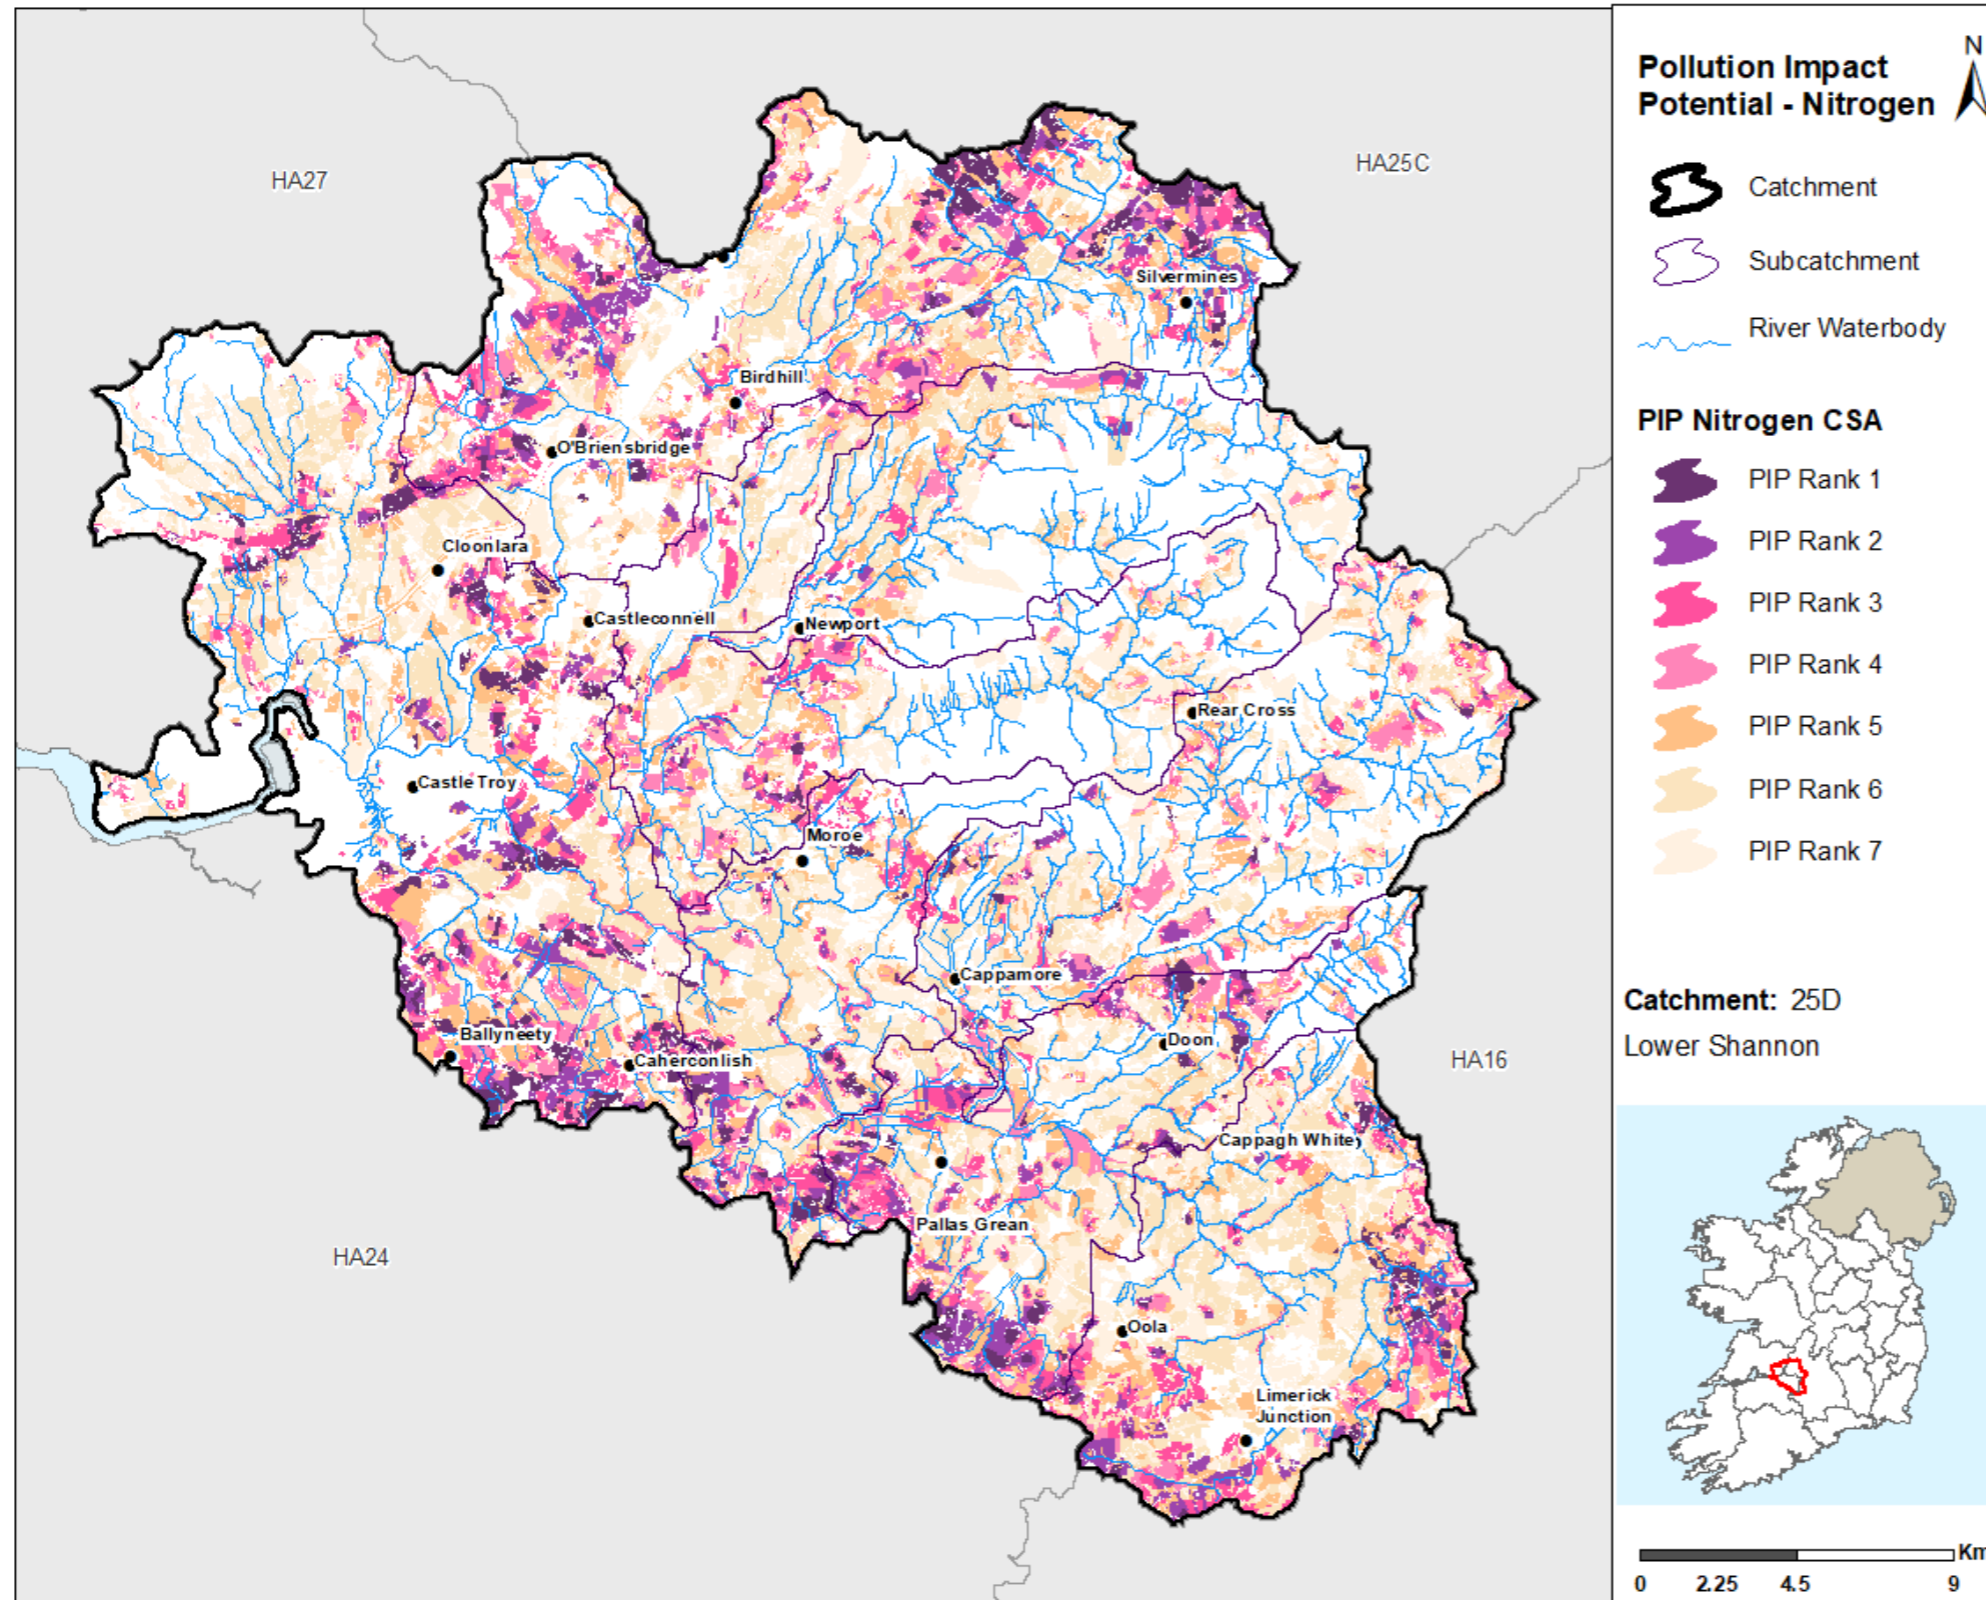 HA27
HA25C
Silvermines
Birdhill
O'Briensbridge
Cloonlara
Castleconnell
Newport
Rear Cross
Castle Troy
Moroe
Cappamore
Ballyneety
Caherconlish
Doon
HA16
Cappagh White
Pallas Grean
HA24
Oola
Limerick
Junction
Pollution Impact
Potential - Nitrogen
N
Catchment
Subcatchment
River Waterbody
PIP Nitrogen CSA
PIP Rank 1
PIP Rank 2
PIP Rank 3
PIP Rank 4
PIP Rank 5
PIP Rank 6
PIP Rank 7
Catchment: 25D
Lower Shannon
Km
0 2.25 4.5 9